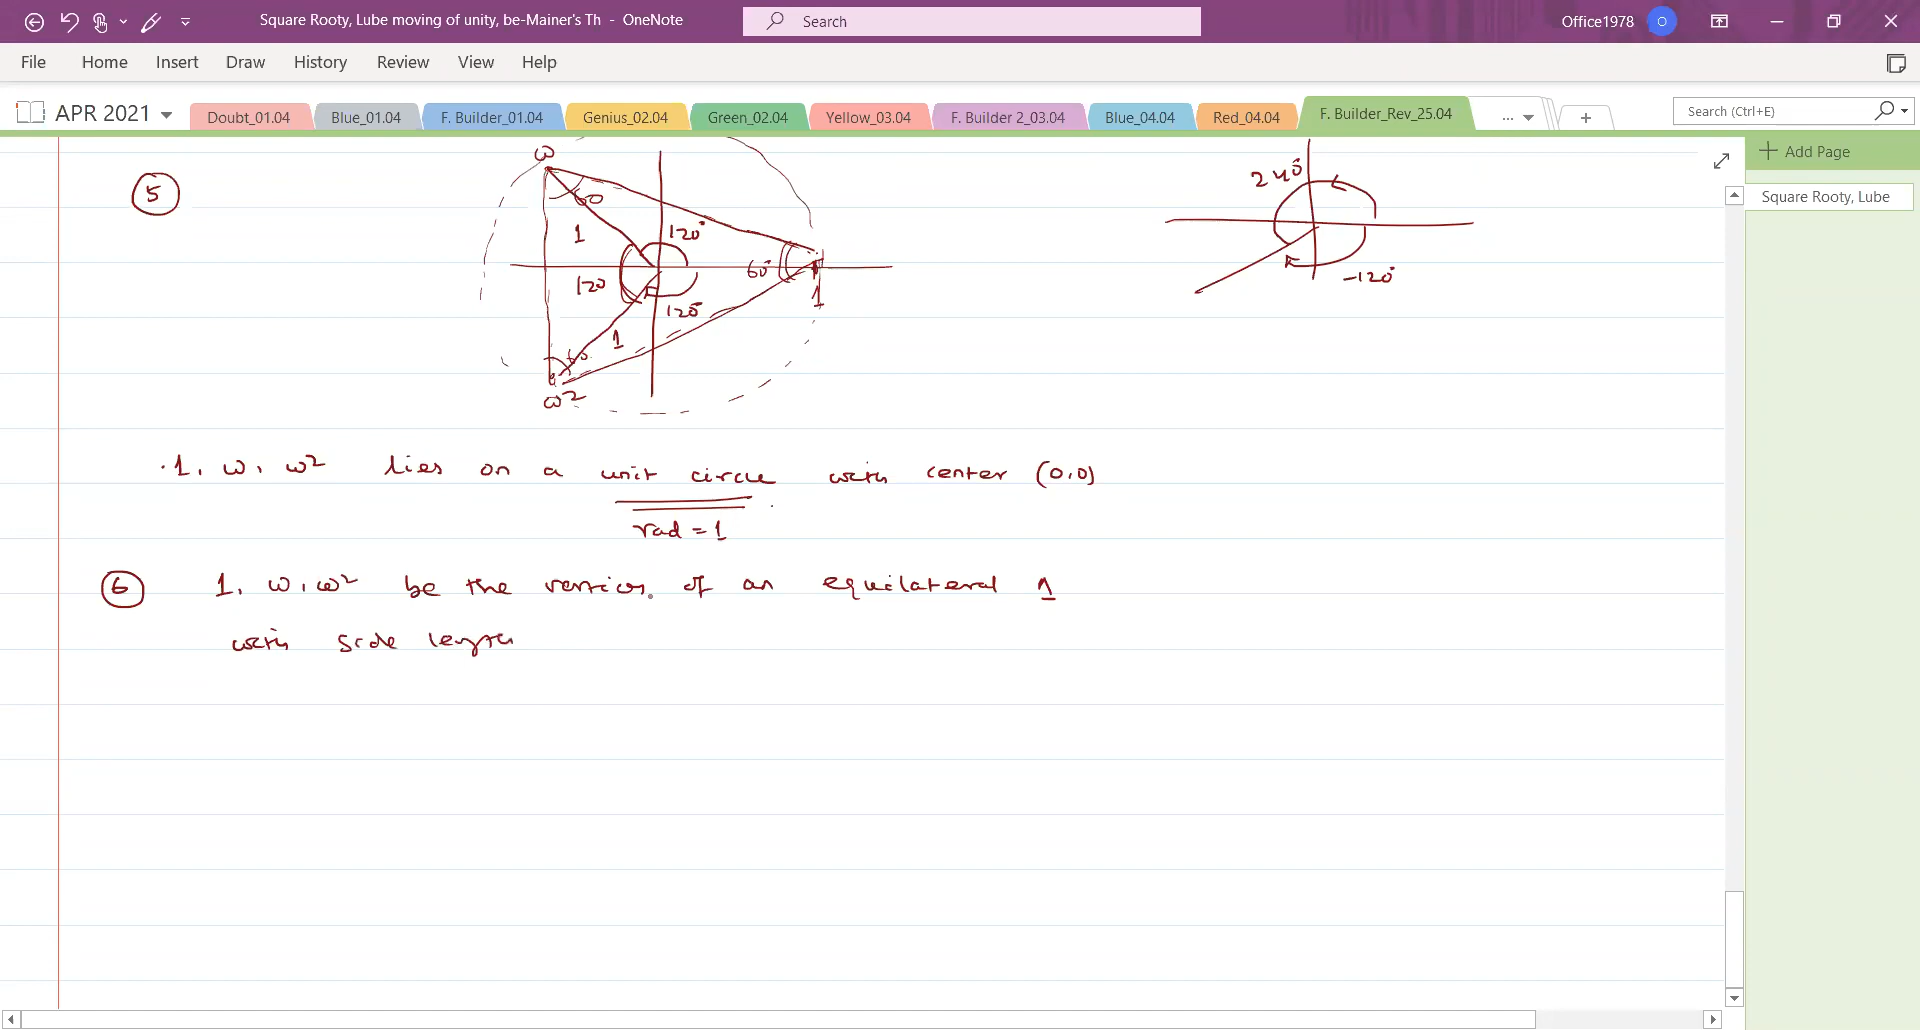 Square Rooty, Lube moving of unity, be-Mainer's Th - OneNote
Search
Office1978
O
File Home Insert Draw History Review View Help
APR 2021
Doubt_01.04 Blue_01.04 F. Builder_01.04 Genius_02.04 Green_02.04 Yellow_03.04 F. Builder 2_03.04 Blue_04.04 Red_04.04 F. Builder_Rev_25.04 ...
Search (Ctrl+E)
Add Page
Square Rooty, Lube
5
ω
60
1
120°
120
60°
1
120°
1
60
ω²
240°
-120°
1, ω, ω² lies on a unit circle with center (0,0)
rad = 1
6 1, ω, ω² be the vertices of an equilateral Δ
with side length